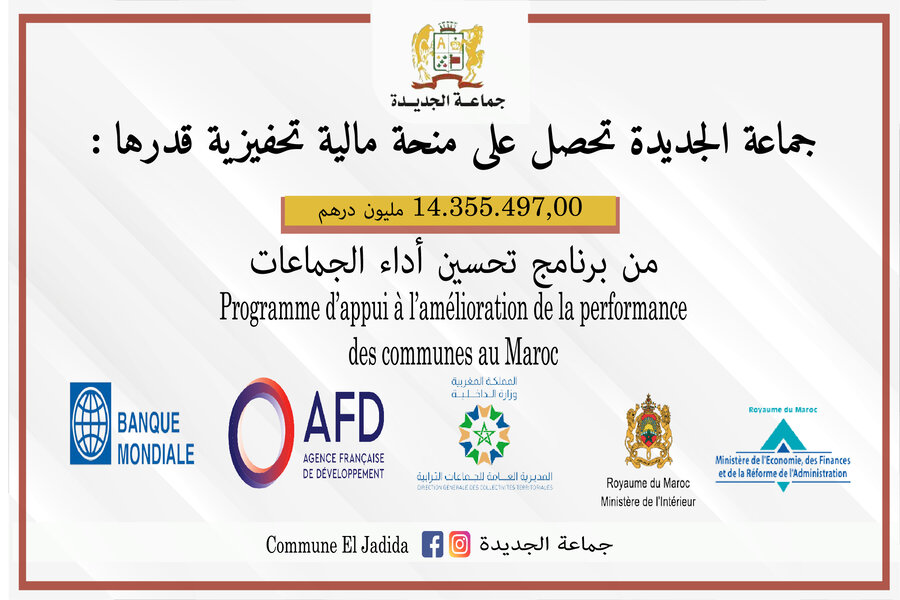 جماعة الجديدة
جماعة الجديدة تحصل على منحة مالية تحفيزية قدرها :
14.355.497,00 مليون درهم
من برنامج تحسين أداء الجماعات
Programme d’appui à l’amélioration de la performance
des communes au Maroc
BANQUE
MONDIALE
AFD
AGENCE FRANÇAISE
DE DÉVELOPPEMENT
المملكة المغربية
وزارة الداخلية
المديرية العامة للجماعات الترابية
DIRECTION GENERALE DES COLLECTIVITES TERRITORIALES
Royaume du Maroc
Ministère de l’Intérieur
Royaume du Maroc
Ministère de l’Economie, des Finances
et de la Réforme de l’Administration
Commune El Jadida جماعة الجديدة